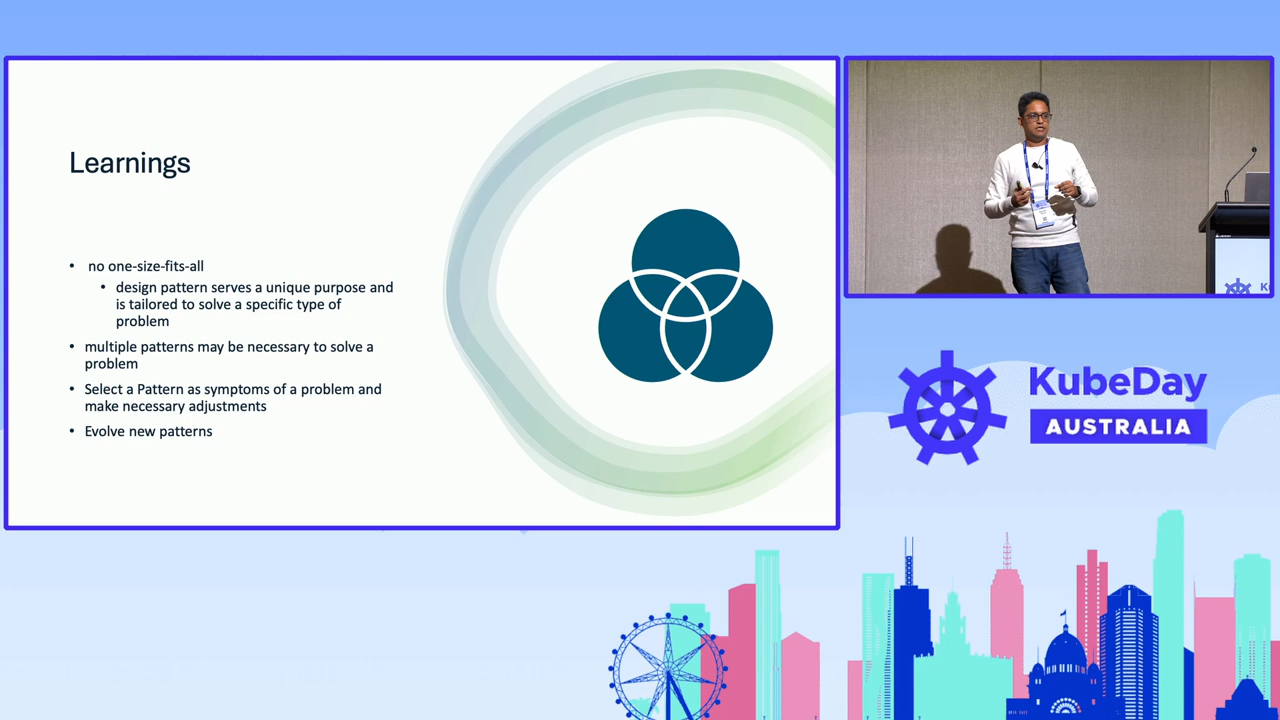 Learnings
• no one-size-fits-all
• design pattern serves a unique purpose and
is tailored to solve a specific type of
problem
• multiple patterns may be necessary to solve a
problem
• Select a Pattern as symptoms of a problem and
make necessary adjustments
• Evolve new patterns
KubeDay
AUSTRALIA